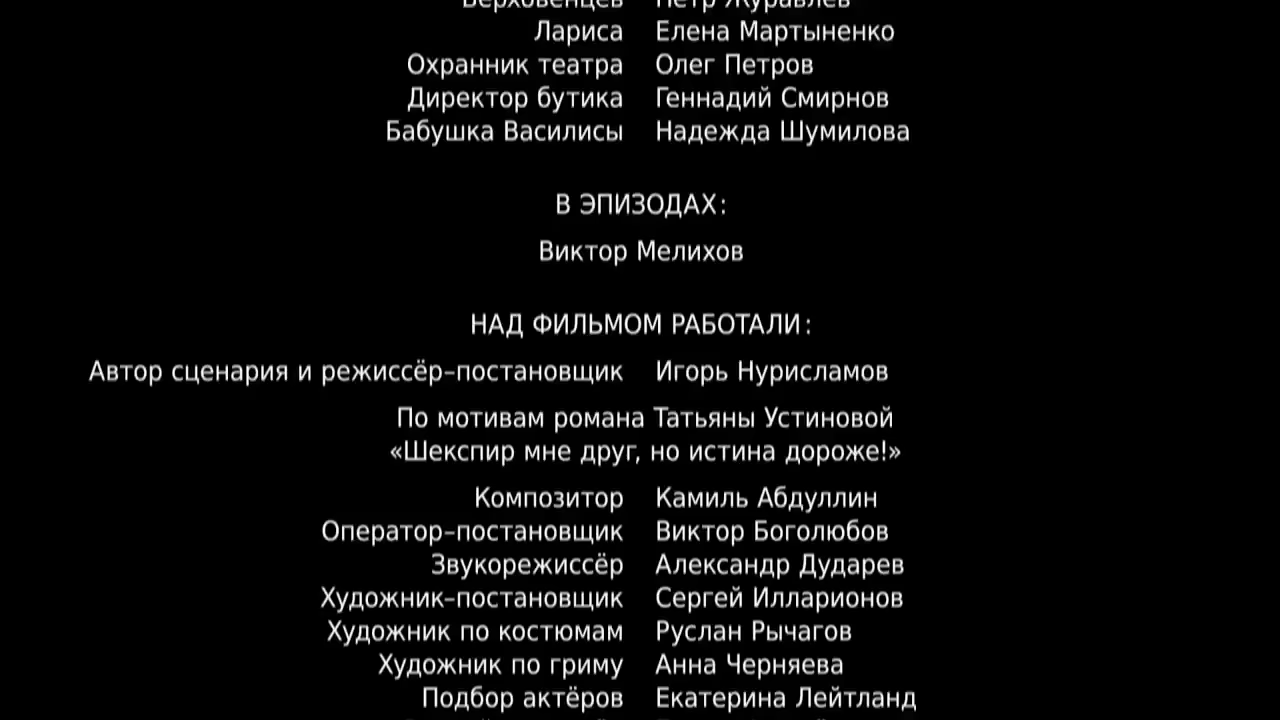 Верховенцев Петр Журавлев
Лариса Елена Мартыненко
Охранник театра Олег Петров
Директор бутика Геннадий Смирнов
Бабушка Василисы Надежда Шумилова
В ЭПИЗОДАХ:
Виктор Мелихов
НАД ФИЛЬМОМ РАБОТАЛИ:
Автор сценария и режиссёр-постановщик Игорь Нурисламов
По мотивам романа Татьяны Устиновой
«Шекспир мне друг, но истина дороже!»
Композитор Камиль Абдуллин
Оператор-постановщик Виктор Боголюбов
Звукорежиссёр Александр Дударев
Художник-постановщик Сергей Илларионов
Художник по костюмам Руслан Рычагов
Художник по гриму Анна Черняева
Подбор актёров Екатерина Лейтланд